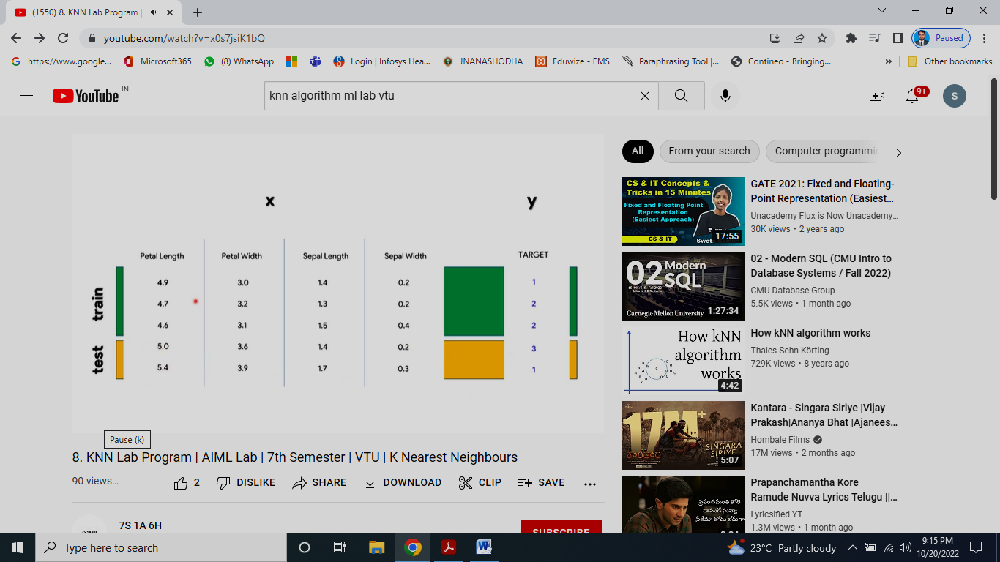 (1550) 8. KNN Lab Program |
youtube.com/watch?v=x0s7jsiK1bQ
Paused
https://www.google...
Microsoft365
(8) WhatsApp
Login | Infosys Hea...
JNANASHODHA
Eduwize - EMS
Paraphrasing Tool |...
Contineo - Bringing...
»
Other bookmarks
YouTube IN
knn algorithm ml lab vtu
9+
S
x
y
Petal Length Petal Width Sepal Length Sepal Width TARGET
train
4.9 3.0 1.4 0.2 1
4.7 3.2 1.3 0.2 2
4.6 3.1 1.5 0.4 2
test
5.0 3.6 1.4 0.2 3
5.4 3.9 1.7 0.3 1
Pause (k)
8. KNN Lab Program | AIML Lab | 7th Semester | VTU | K Nearest Neighbours
90 views...
2
DISLIKE
SHARE
DOWNLOAD
CLIP
SAVE
7S 1A 6H
SUBSCRIBE
All
From your search
Computer programmi
CS & IT Concepts &
Tricks in 15 Minutes
Fixed and Floating Point
Representation
(Easiest Approach)
CS & IT
Swet
17:55
GATE 2021: Fixed and Floating-
Point Representation (Easiest...
Unacademy Flux is Now Unacademy...
30K views • 2 years ago
02 Modern
SQL
Carnegie Mellon University
1:27:34
02 - Modern SQL (CMU Intro to
Database Systems / Fall 2022)
CMU Database Group
5.5K views • 1 month ago
How kNN
algorithm
works
4:42
How kNN algorithm works
Thales Sehn Körting
729K views • 8 years ago
17M+
SINGARA
SIRIYE
5:07
Kantara - Singara Siriye |Vijay
Prakash|Ananya Bhat |Ajanees...
Hombale Films
17M views • 2 months ago
Prapanchamantha Kore
Ramude Nuvva Lyrics Telugu ||...
Lyricsified YT
1.3M views • 1 month ago
Type here to search
23°C Partly cloudy
9:15 PM
10/20/2022